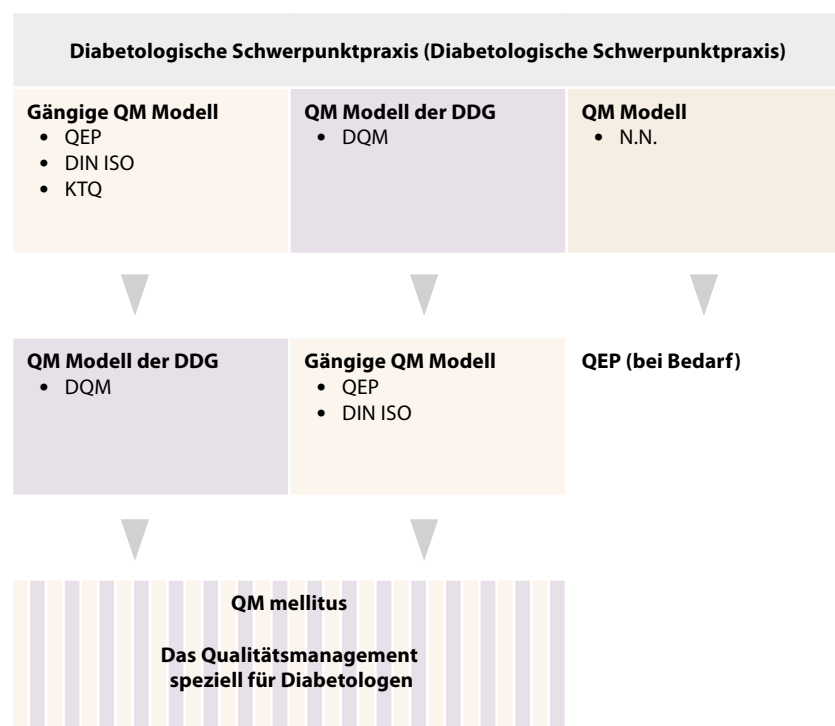 Diabetologische Schwerpunktpraxis (Diabetologische Schwerpunktpraxis)
Gängige QM Modell
• QEP
• DIN ISO
• KTQ
QM Modell der DDG
• DQM
QM Modell
• N.N.
QM Modell der DDG
• DQM
Gängige QM Modell
• QEP
• DIN ISO
QEP (bei Bedarf)
QM mellitus
Das Qualitätsmanagement
speziell für Diabetologen